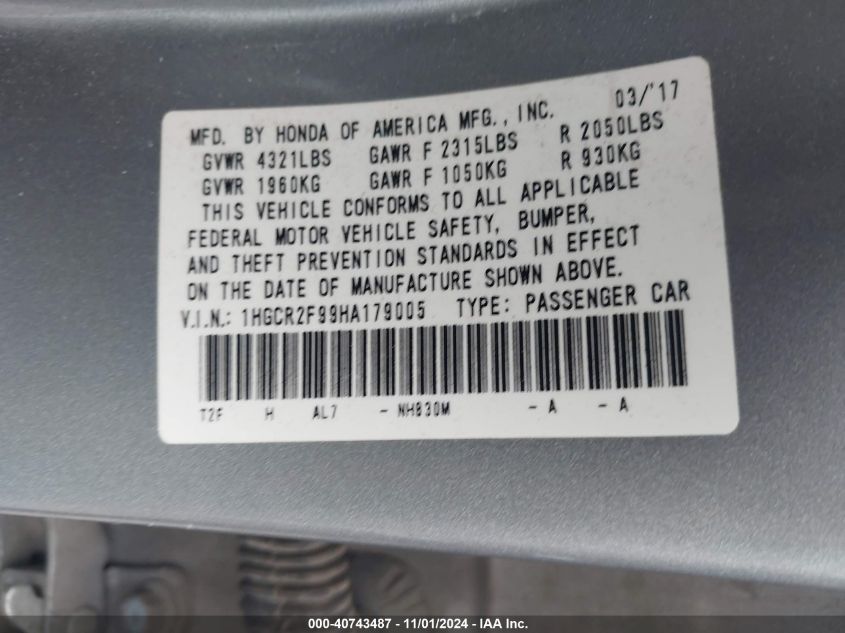 MFD. BY HONDA OF AMERICA MFG., INC. 03/'17
GVWR 4321LBS GAWR F 2315LBS R 2050LBS
GVWR 1960KG GAWR F 1050KG R 930KG
THIS VEHICLE CONFORMS TO ALL APPLICABLE
FEDERAL MOTOR VEHICLE SAFETY, BUMPER,
AND THEFT PREVENTION STANDARDS IN EFFECT
ON THE DATE OF MANUFACTURE SHOWN ABOVE.
V.I.N.: 1HGCR2F99HA179005 TYPE: PASSENGER CAR
T2F H AL7 - NH830M - A - A
000-40743487 - 11/01/2024 - IAA Inc.